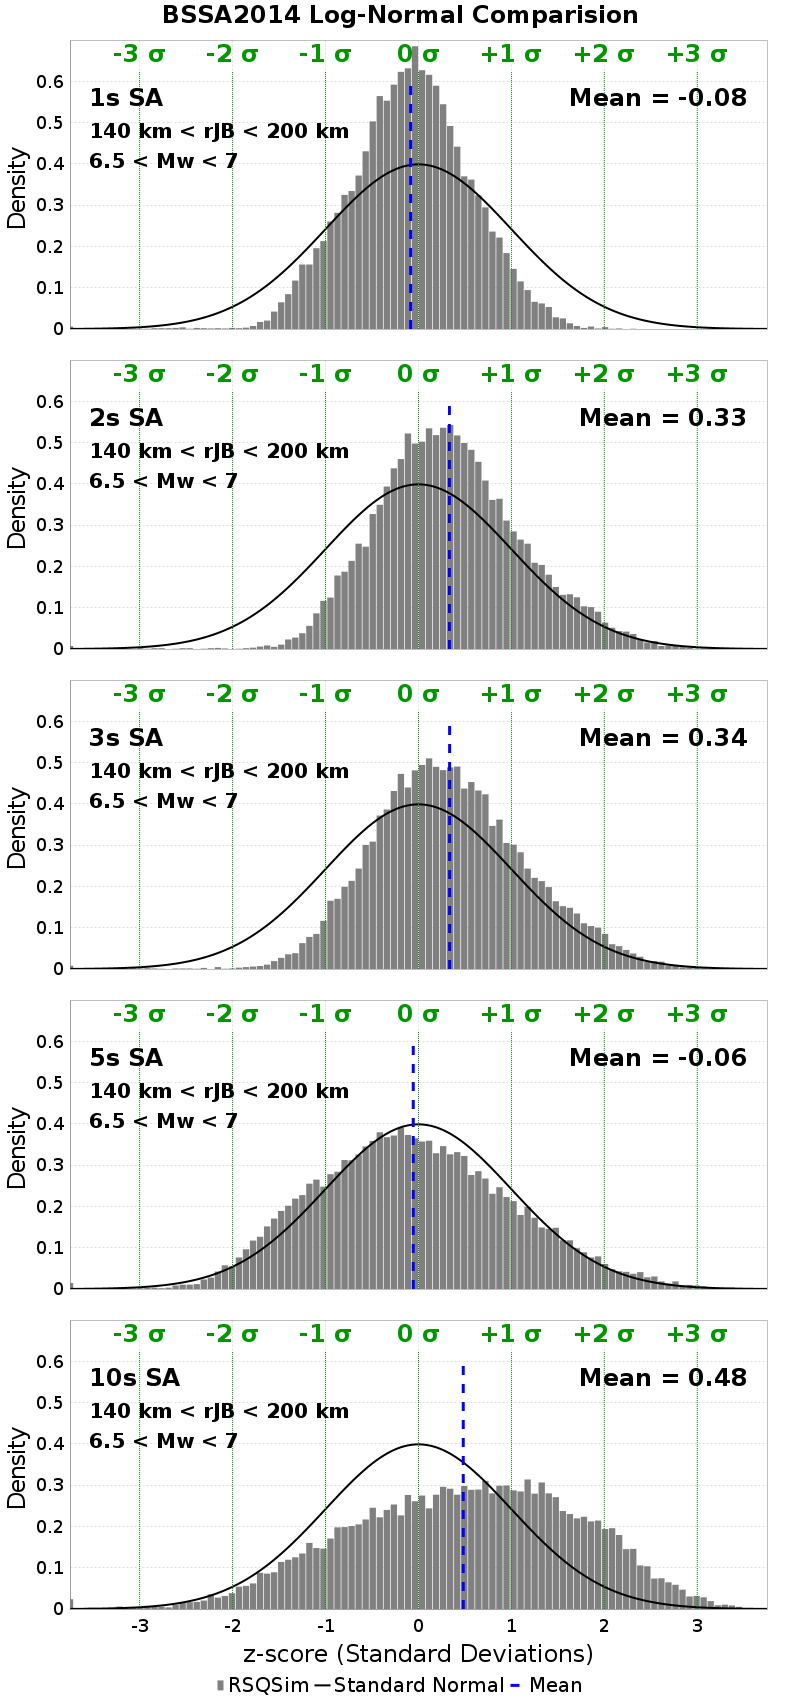 BSSA2014 Log-Normal Comparision
-3 σ -2 σ -1 σ 0 σ +1 σ +2 σ +3 σ
0.6
1s SA Mean = -0.08
0.5
140 km < rJB < 200 km
6.5 < Mw < 7
0.4
Density
0.3
0.2
0.1
0
-3 σ -2 σ -1 σ 0 σ +1 σ +2 σ +3 σ
0.6
2s SA Mean = 0.33
0.5
140 km < rJB < 200 km
6.5 < Mw < 7
0.4
Density
0.3
0.2
0.1
0
-3 σ -2 σ -1 σ 0 σ +1 σ +2 σ +3 σ
0.6
3s SA Mean = 0.34
0.5
140 km < rJB < 200 km
6.5 < Mw < 7
0.4
Density
0.3
0.2
0.1
0
-3 σ -2 σ -1 σ 0 σ +1 σ +2 σ +3 σ
0.6
5s SA Mean = -0.06
0.5
140 km < rJB < 200 km
6.5 < Mw < 7
0.4
Density
0.3
0.2
0.1
0
-3 σ -2 σ -1 σ 0 σ +1 σ +2 σ +3 σ
0.6
10s SA Mean = 0.48
0.5
140 km < rJB < 200 km
6.5 < Mw < 7
0.4
Density
0.3
0.2
0.1
0
-3 -2 -1 0 1 2 3
z-score (Standard Deviations)
RSQSim Standard Normal Mean